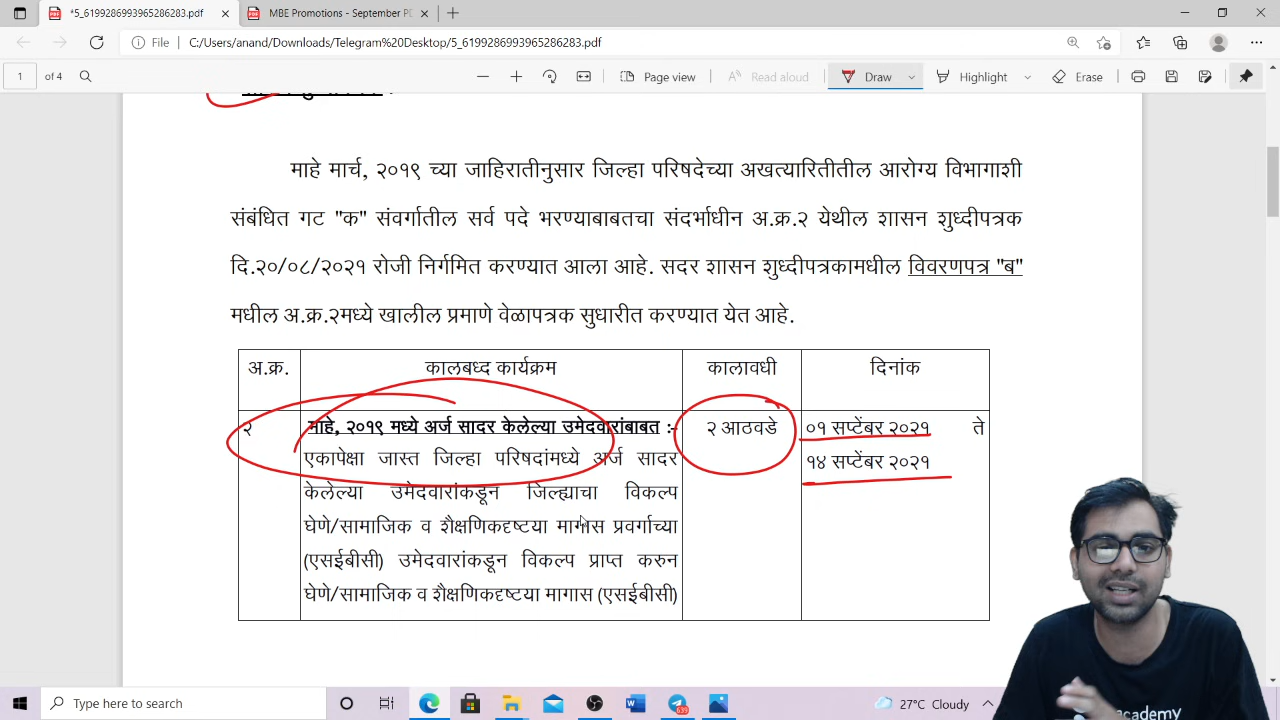 *5_6199286993965286283.pdf
MBE Promotions - September PD
File C:/Users/anand/Downloads/Telegram%20Desktop/5_6199286993965286283.pdf
1 of 4 Page view Read aloud Draw Highlight Erase
माहे मार्च, २०१९ च्या जाहिरातीनुसार जिल्हा परिषदेच्या अखत्यारितीतील आरोग्य विभागाशी
संबंधित गट "क" संवर्गातील सर्व पदे भरण्याबाबतचा संदर्भाधीन अ.क्र.२ येथील शासन शुध्दीपत्रक
दि.२०/०८/२०२१ रोजी निर्गमित करण्यात आला आहे. सदर शासन शुध्दीपत्रकामधील विवरणपत्र "ब"
मधील अ.क्र.२मध्ये खालील प्रमाणे वेळापत्रक सुधारीत करण्यात येत आहे.
अ.क्र. कालबध्द कार्यक्रम कालावधी दिनांक
२ माहे, २०१९ मध्ये अर्ज सादर केलेल्या उमेदवारांबाबत :- २ आठवडे ०१ सप्टेंबर २०२१ ते
एकापेक्षा जास्त जिल्हा परिषदांमध्ये अर्ज सादर १४ सप्टेंबर २०२१
केलेल्या उमेदवारांकडून जिल्ह्याचा विकल्प
घेणे/सामाजिक व शैक्षणिकदृष्टया मागास प्रवर्गाच्या
(एसईबीसी) उमेदवारांकडून विकल्प प्राप्त करुन
घेणे/सामाजिक व शैक्षणिकदृष्टया मागास (एसईबीसी)
academy
Type here to search 635 27°C Cloudy